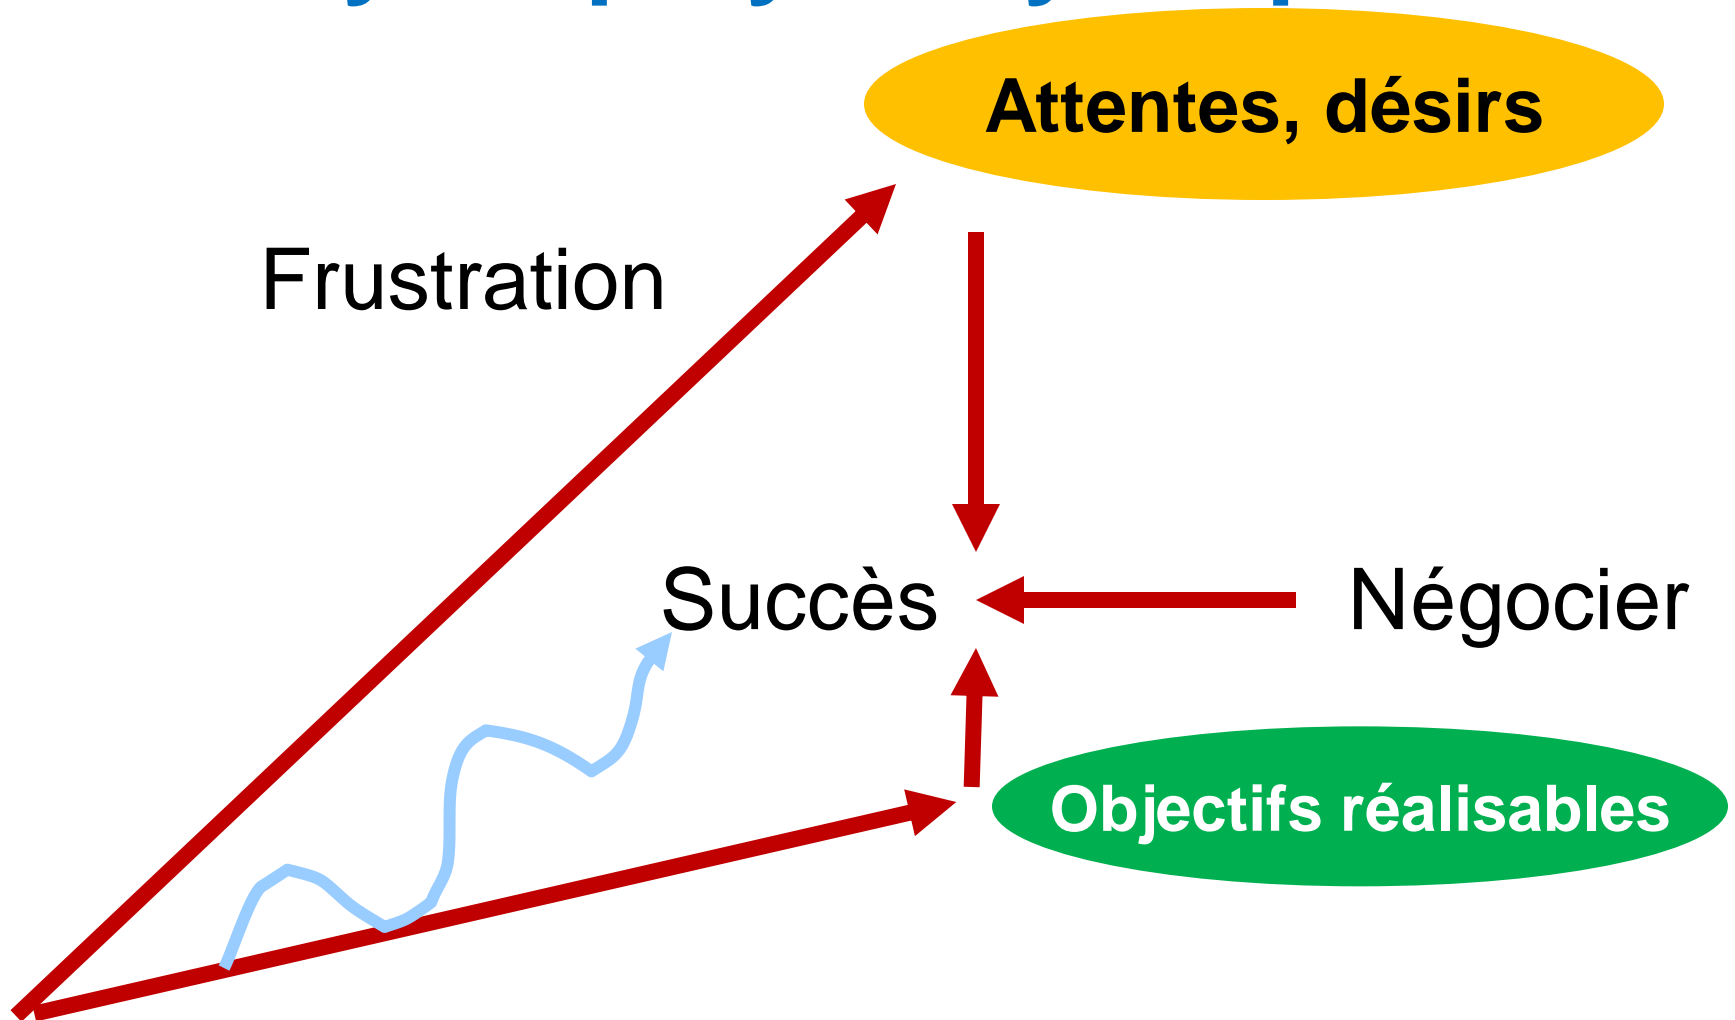 Attentes, désirs
Frustration
Succès
Négocier
Objectifs réalisables